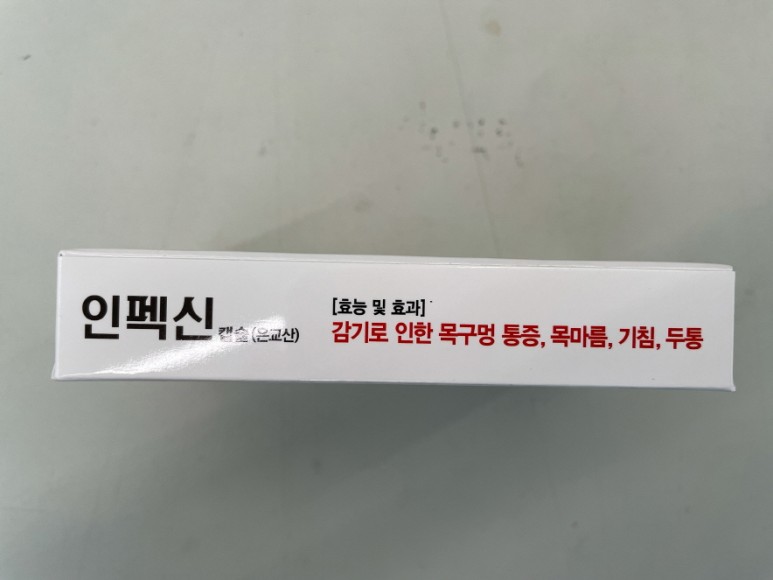 인펙신 캡슐(은교산)
[효능 및 효과]
감기로 인한 목구멍 통증, 목마름, 기침, 두통